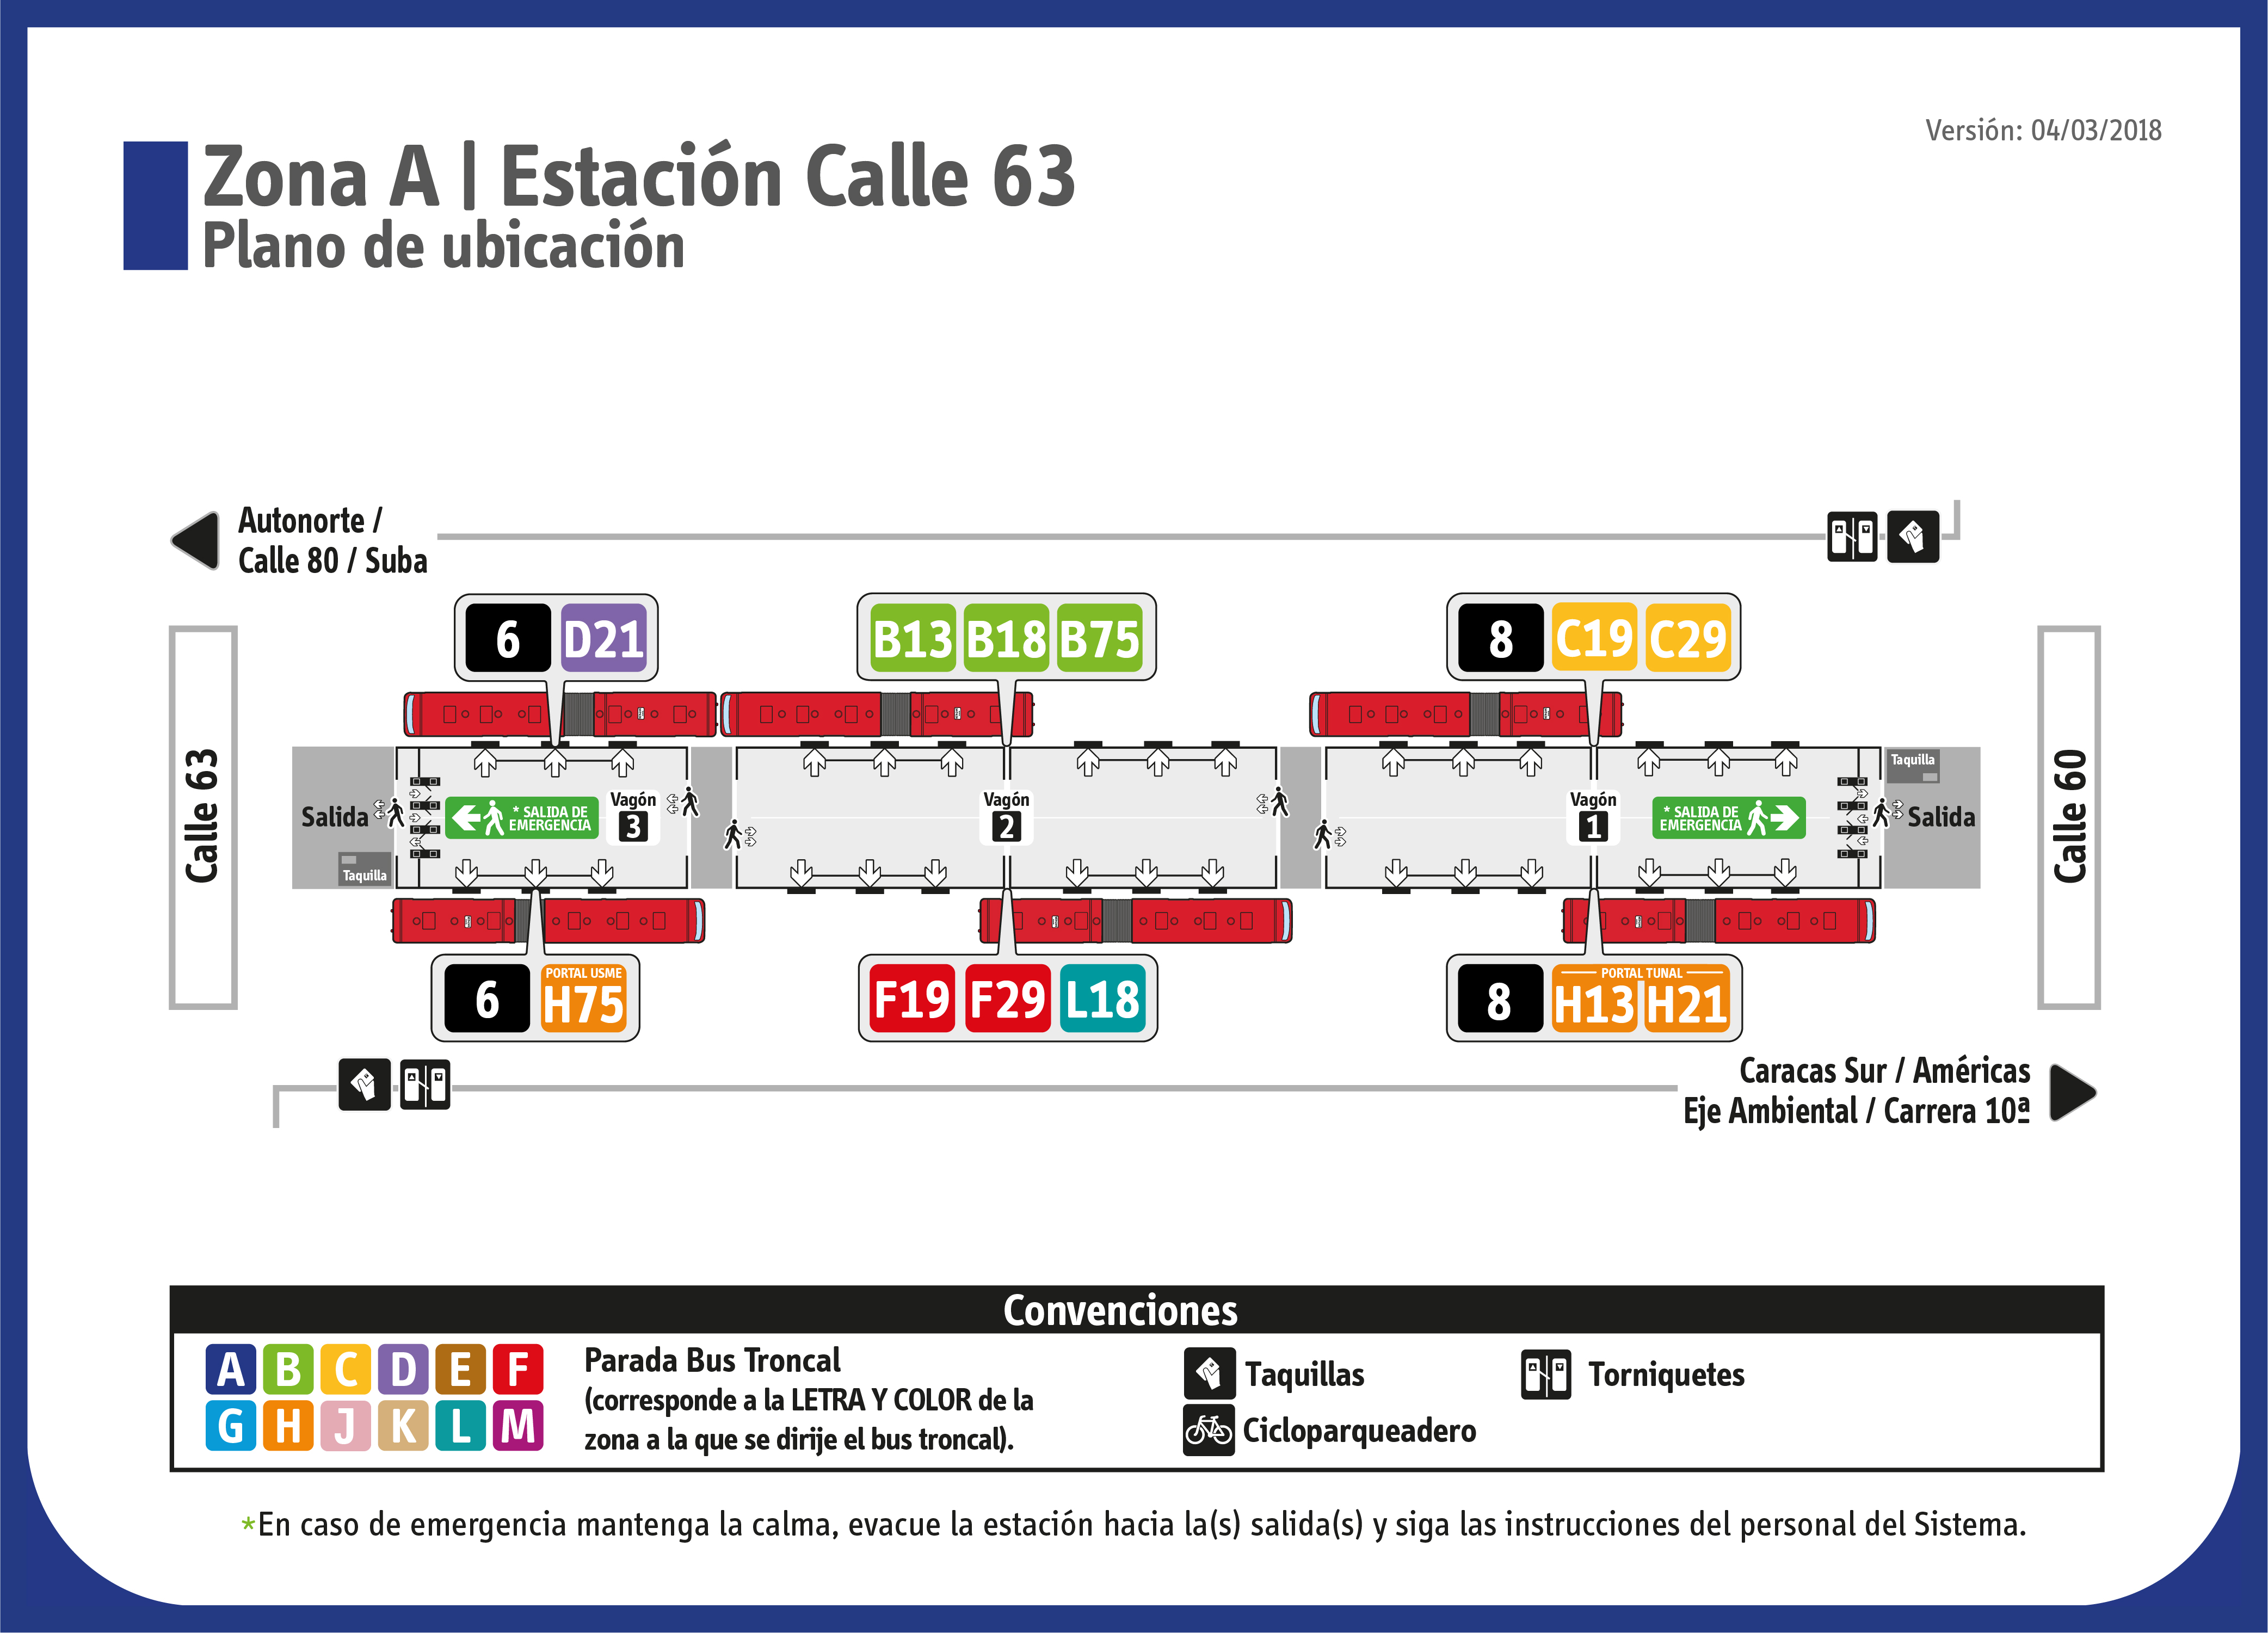 Versión: 04/03/2018
Zona A | Estación Calle 63
Plano de ubicación
Autonorte /
Calle 80 / Suba
6 D21
B13 B18 B75
8 C19 C29
Calle 63
Salida
Taquilla
* SALIDA DE
EMERGENCIA
Vagón
3
Vagón
2
Vagón
1
* SALIDA DE
EMERGENCIA
Taquilla
Salida
Calle 60
6 PORTAL USME H75
F19 F29 L18
8 PORTAL TUNAL H13 H21
Caracas Sur / Américas
Eje Ambiental / Carrera 10ª
Convenciones
A B C D E F
G H J K L M
Parada Bus Troncal
(corresponde a la LETRA Y COLOR de la
zona a la que se dirije el bus troncal).
Taquillas
Cicloparqueadero
Torniquetes
*En caso de emergencia mantenga la calma, evacue la estación hacia la(s) salida(s) y siga las instrucciones del personal del Sistema.